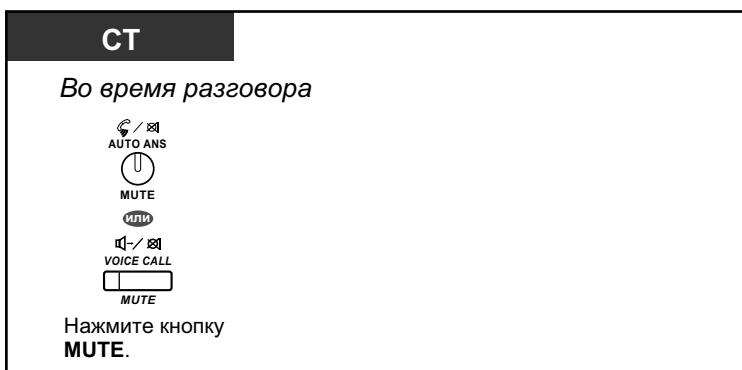 СТ
Во время разговора
AUTO ANS
MUTE
или
VOICE CALL
MUTE
Нажмите кнопку
MUTE.